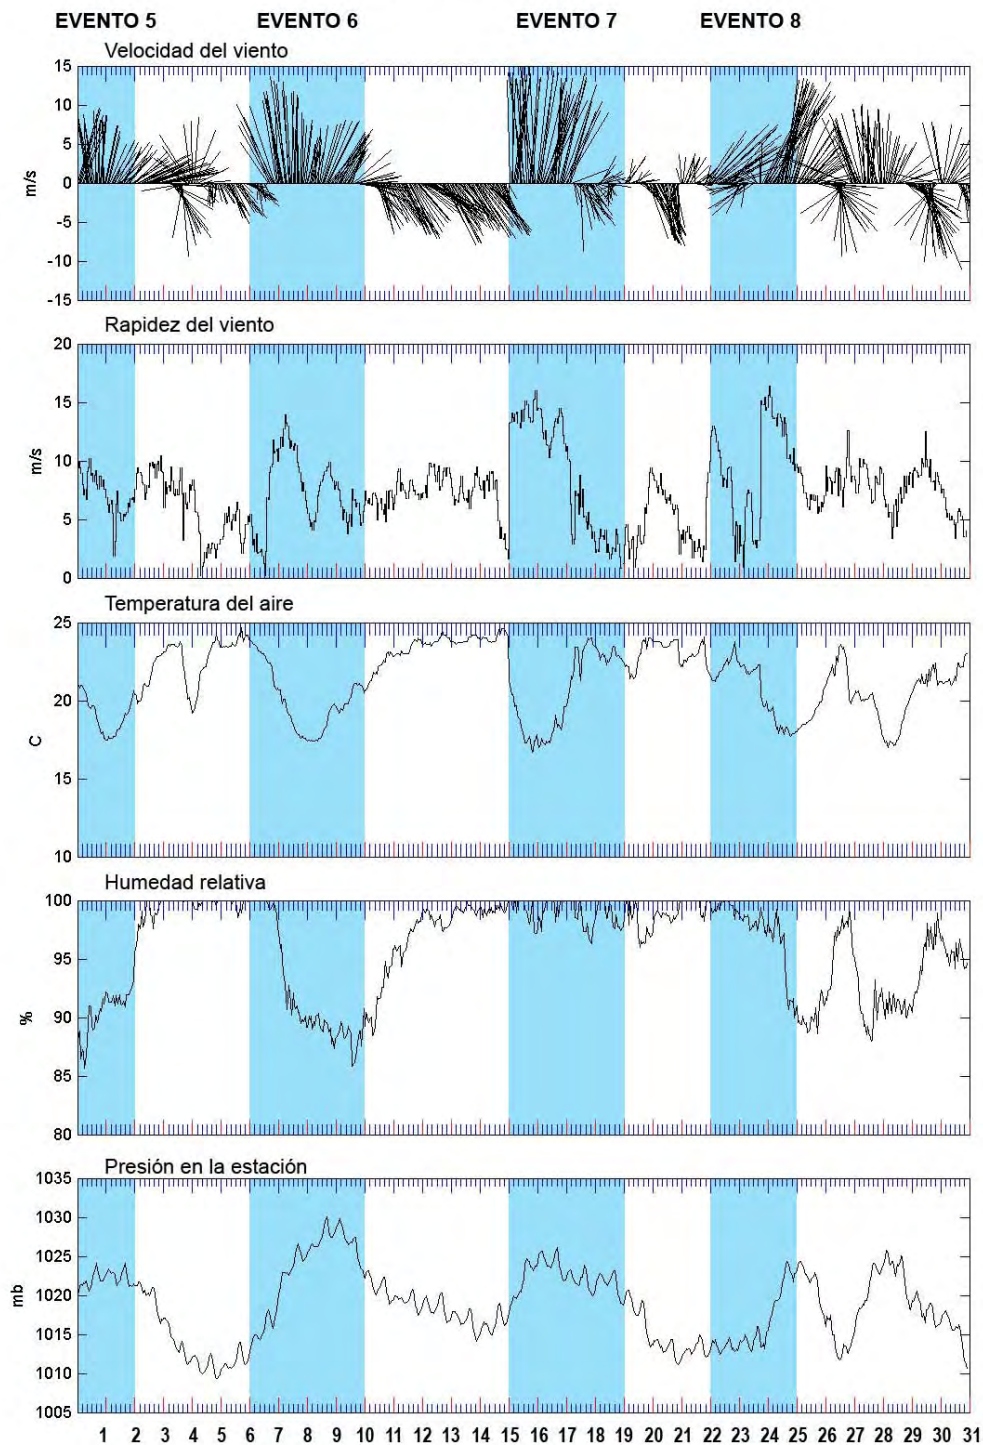 EVENTO 5 EVENTO 6 EVENTO 7 EVENTO 8
Velocidad del viento
15
10
5
0
-5
-10
-15
m/s
Rapidez del viento
20
15
10
5
0
m/s
Temperatura del aire
25
20
15
10
C
Humedad relativa
100
95
90
85
80
%
Presión en la estación
1035
1030
1025
1020
1015
1010
1005
mb
1 2 3 4 5 6 7 8 9 10 11 12 13 14 15 16 17 18 19 20 21 22 23 24 25 26 27 28 29 30 31